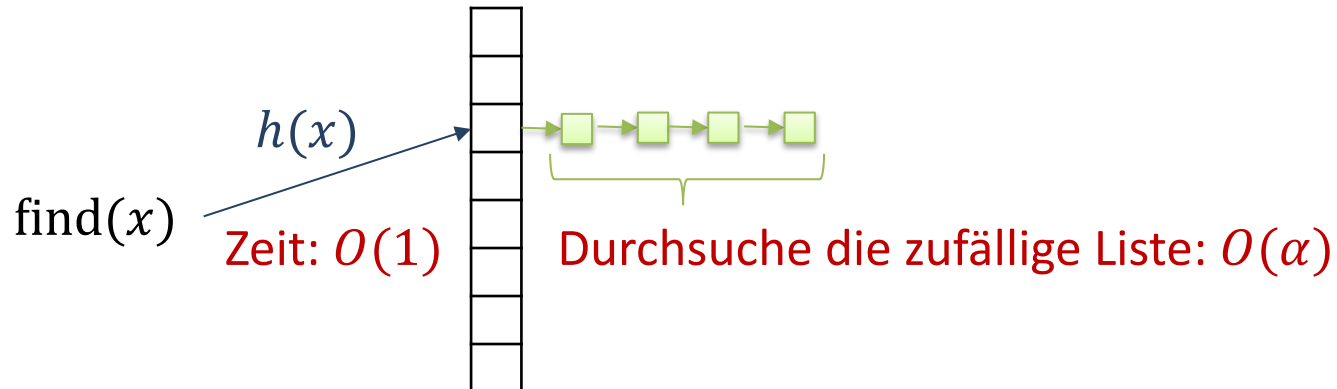 h(x)
find(x)
Zeit: O(1)
Durchsuche die zufällige Liste: O(α)